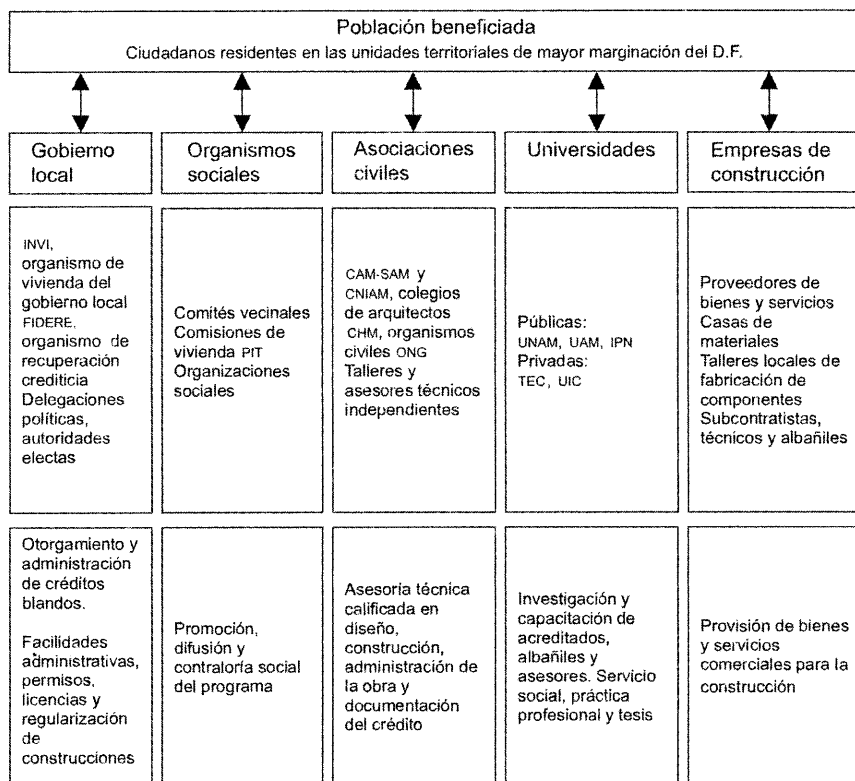 Población beneficiada
Ciudadanos residentes en las unidades territoriales de mayor marginación del D.F.
Gobierno
local
Organismos
sociales
Asociaciones
civiles
Universidades
Empresas de
construcción
INVI,
organismo de
vivienda del
gobierno local
FIDERE,
organismo de
recuperación
crediticia
Delegaciones
políticas,
autoridades
electas
Comités vecinales
Comisiones de
vivienda PIT
Organizaciones
sociales
CAM-SAM y
CNIAM, colegios
de arquitectos
CHM, organismos
civiles ONG
Talleres y
asesores técnicos
independientes
Públicas:
UNAM, UAM, IPN
Privadas:
TEC, UIC
Proveedores de
bienes y servicios
Casas de
materiales
Talleres locales de
fabricación de
componentes
Subcontratistas,
técnicos y albañiles
Otorgamiento y
administración
de créditos
blandos.
Facilidades
administrativas,
permisos,
licencias y
regularización
de
construcciones
Promoción,
difusión y
contraloría social
del programa
Asesoría técnica
calificada en
diseño,
construcción,
administración de
la obra y
documentación
del crédito
Investigación y
capacitación de
acreditados,
albañiles y
asesores. Servicio
social, práctica
profesional y tesis
Provisión de bienes
y servicios
comerciales para la
construcción